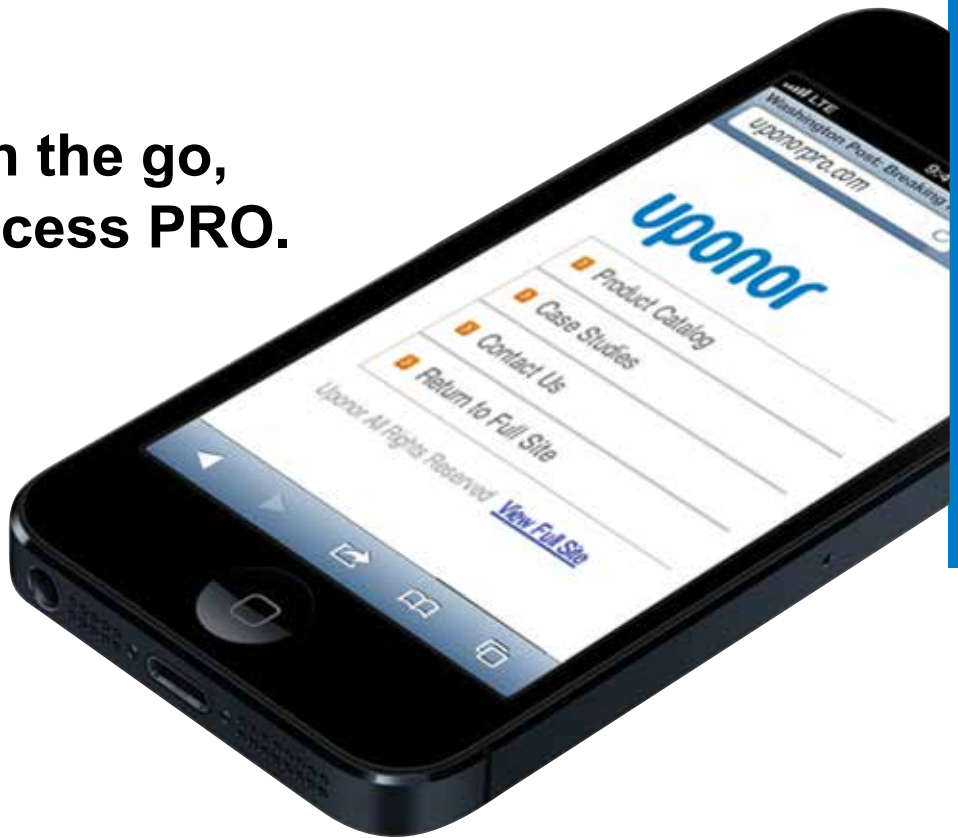 n the go,
cess PRO.
LTE
Washington Post: Breaking
uponorpro.com
uponor
Product Catalog
Case Studies
Contact Us
Return to Full Site
Uponor All Rights Reserved View Full Site